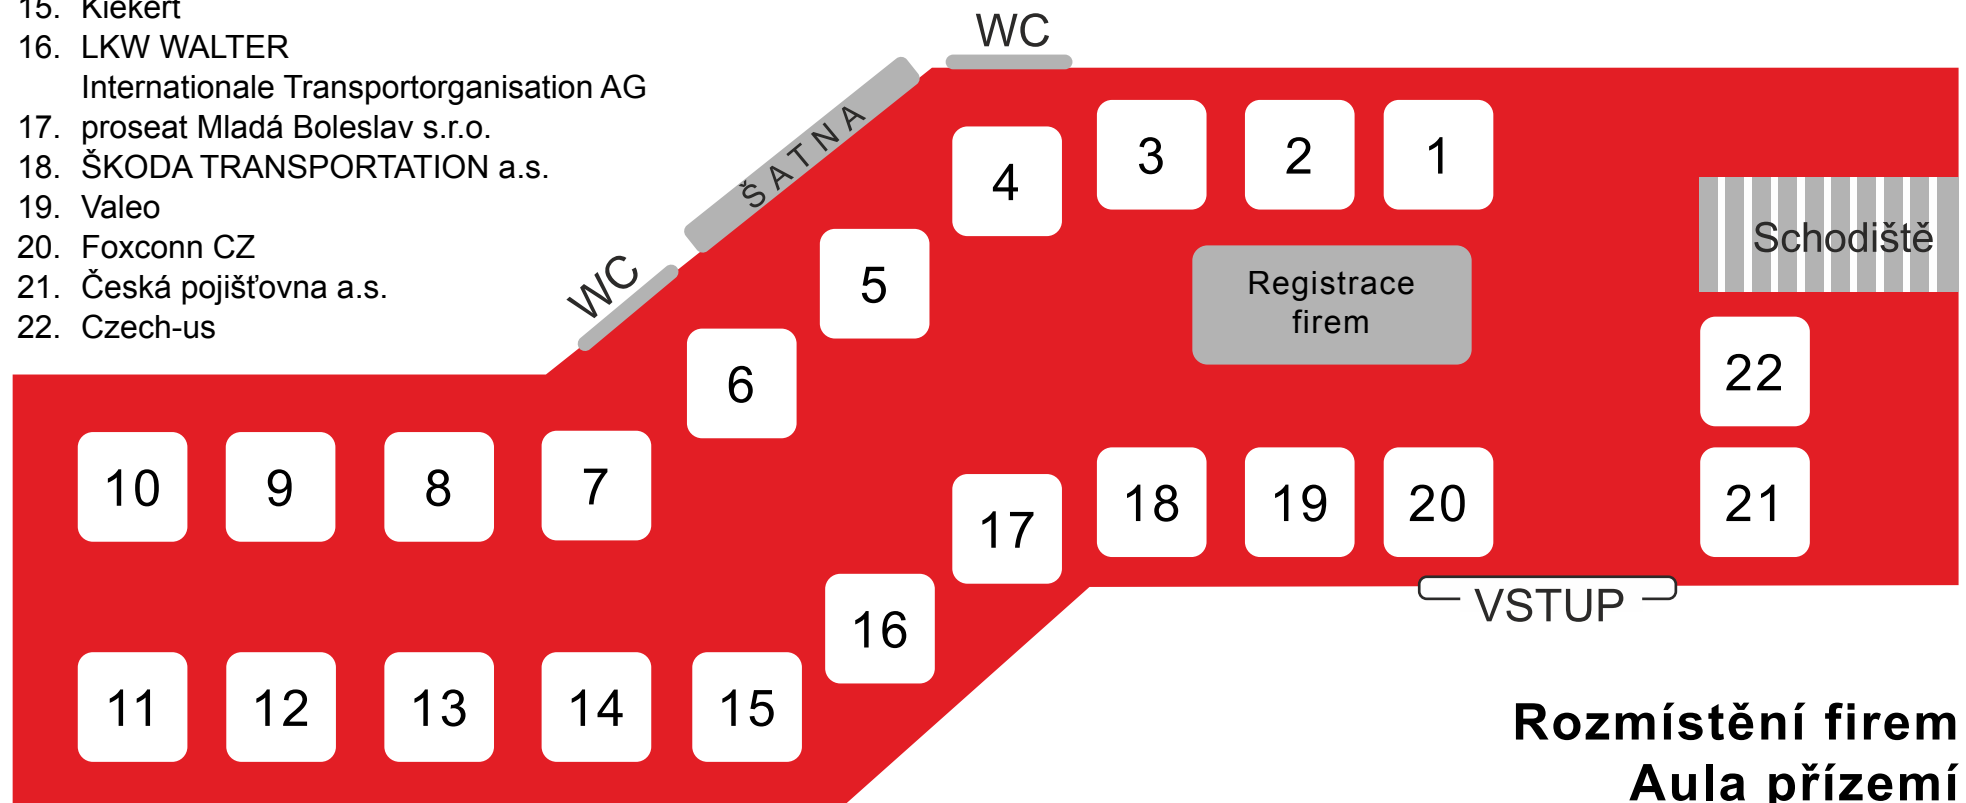 15. Kiekert
16. LKW WALTER
Internationale Transportorganisation AG
17. proseat Mladá Boleslav s.r.o.
18. ŠKODA TRANSPORTATION a.s.
19. Valeo
20. Foxconn CZ
21. Česká pojišťovna a.s.
22. Czech-us
WC
ŠATNA
WC
4
3
2
1
Schodiště
5
Registrace
firem
6
22
10
9
8
7
17
18
19
20
21
VSTUP
16
11
12
13
14
15
Rozmístění firem
Aula přízemí